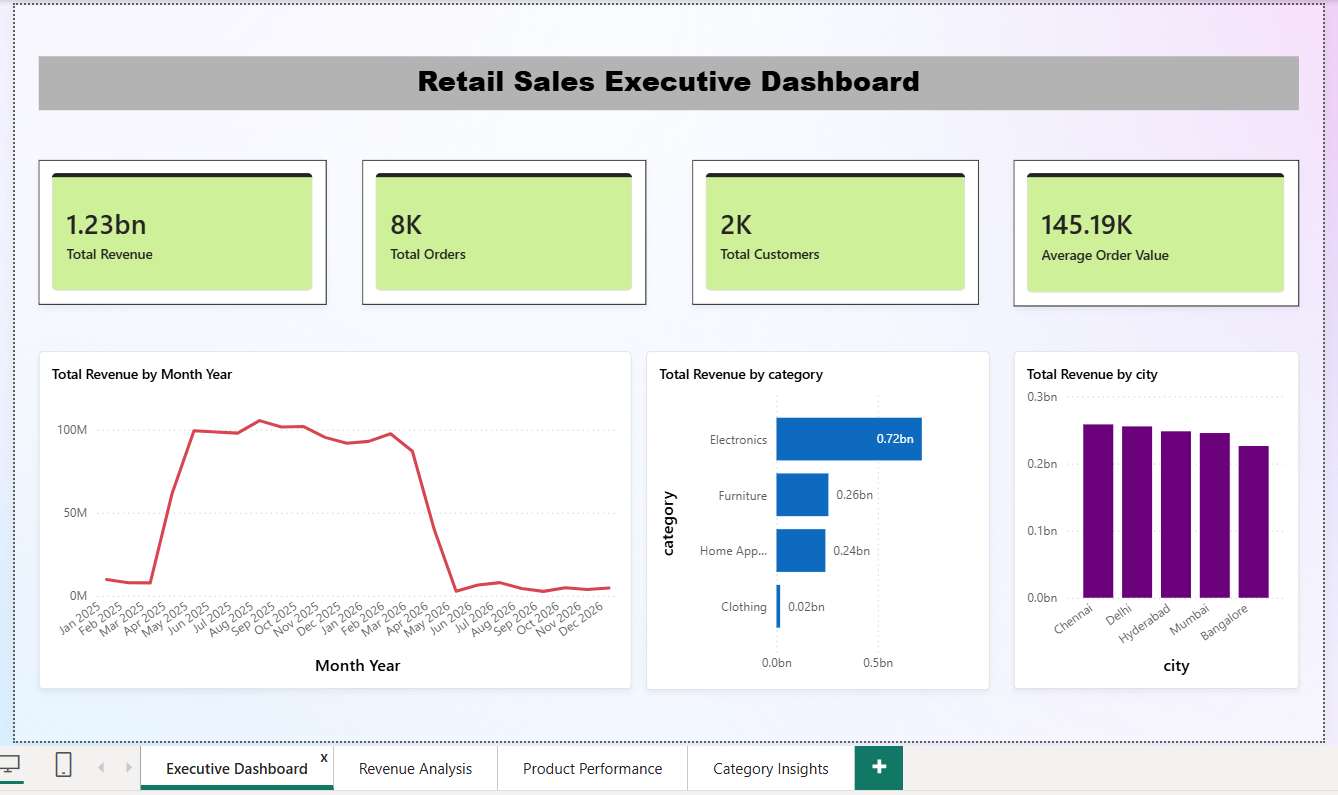 Retail Sales Executive Dashboard
1.23bn
Total Revenue
8K
Total Orders
2K
Total Customers
145.19K
Average Order Value
Total Revenue by Month Year
100M
50M
0M
Jan 2025
Feb 2025
Mar 2025
Apr 2025
May 2025
Jun 2025
Jul 2025
Aug 2025
Sep 2025
Oct 2025
Nov 2025
Dec 2025
Jan 2026
Feb 2026
Mar 2026
Apr 2026
May 2026
Jun 2026
Jul 2026
Aug 2026
Sep 2026
Oct 2026
Nov 2026
Dec 2026
Month Year
Total Revenue by category
category
Electronics 0.72bn
Furniture 0.26bn
Home App... 0.24bn
Clothing 0.02bn
0.0bn 0.5bn
Total Revenue by city
0.3bn
0.2bn
0.1bn
0.0bn
Chennai
Delhi
Hyderabad
Mumbai
Bangalore
city
Executive Dashboard x
Revenue Analysis
Product Performance
Category Insights
+